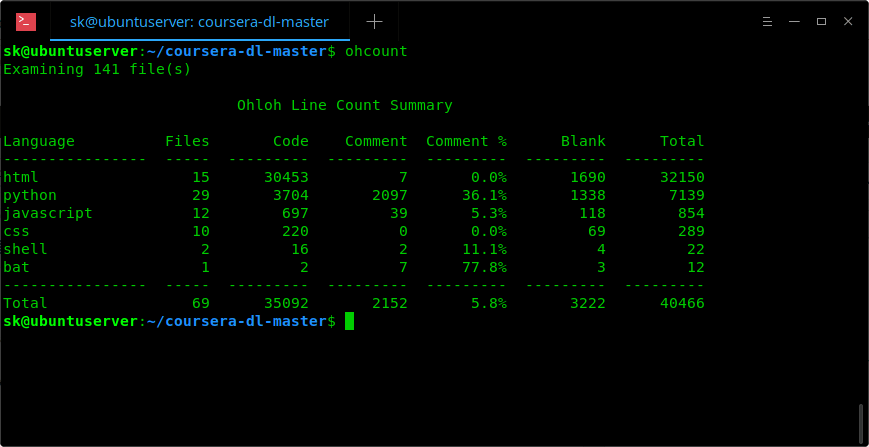 sk@ubuntuserver: coursera-dl-master
sk@ubuntuserver:~/coursera-dl-master$ ohcount
Examining 141 file(s)
                          Ohloh Line Count Summary
Language          Files       Code    Comment  Comment %      Blank      Total
----------------  -----  ---------  ---------  ---------  ---------  ---------
html                 15      30453          7       0.0%       1690      32150
python               29       3704       2097      36.1%       1338       7139
javascript           12        697         39       5.3%        118        854
css                  10        220          0       0.0%         69        289
shell                 2         16          2      11.1%          4         22
bat                   1          2          7      77.8%          3         12
----------------  -----  ---------  ---------  ---------  ---------  ---------
Total                69      35092       2152       5.8%       3222      40466
sk@ubuntuserver:~/coursera-dl-master$